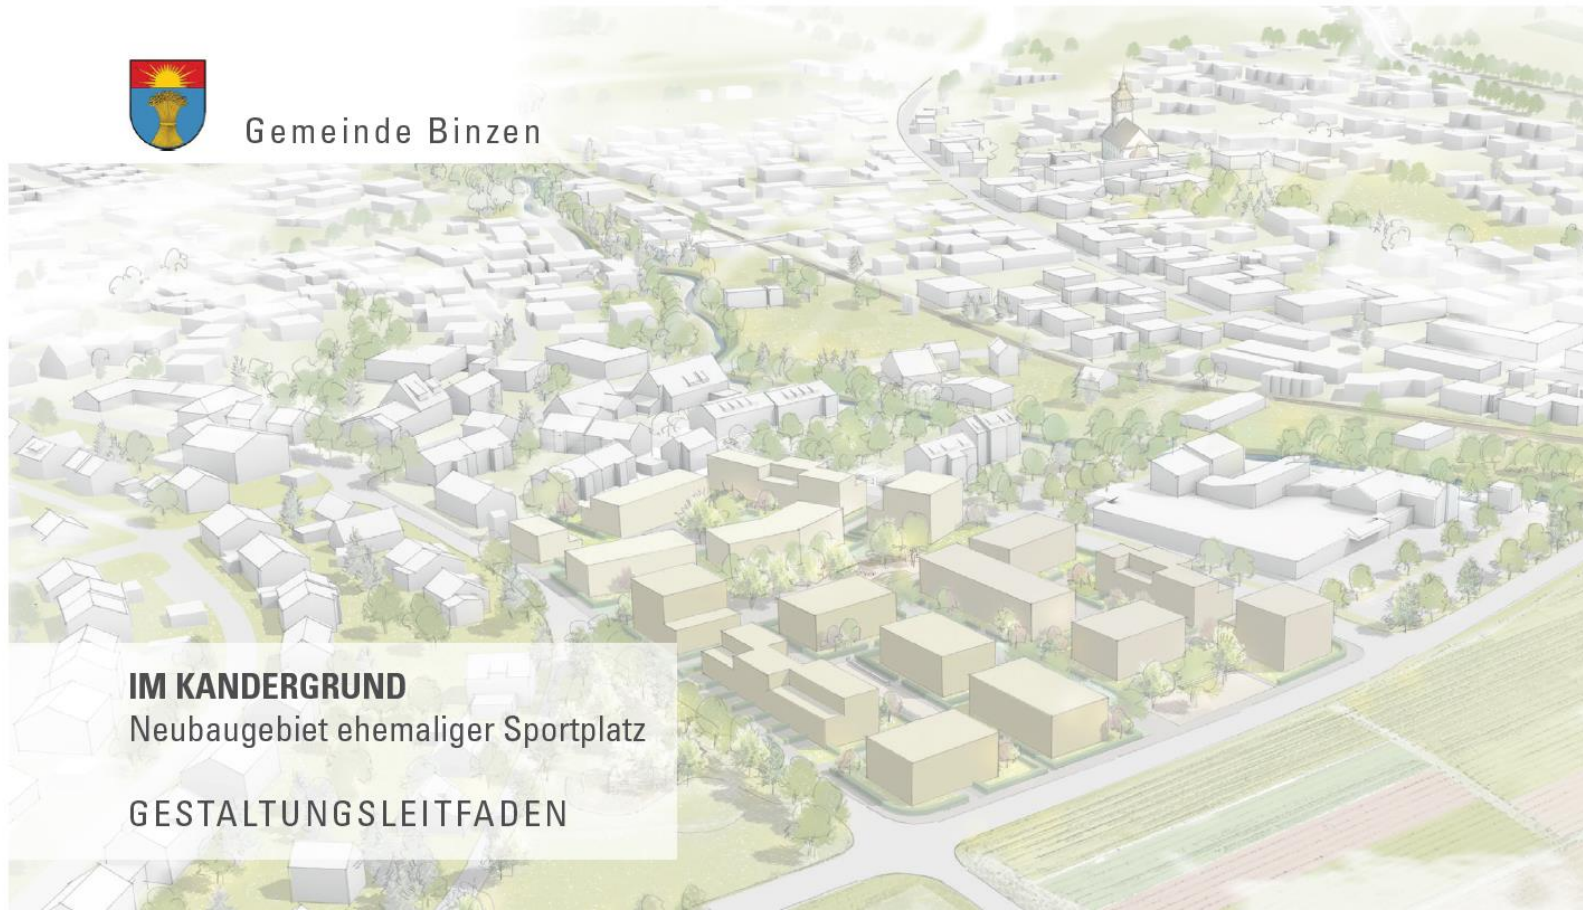 Gemeinde Binzen
IM KANDERGRUND
Neubaugebiet ehemaliger Sportplatz
GESTALTUNGSLEITFADEN